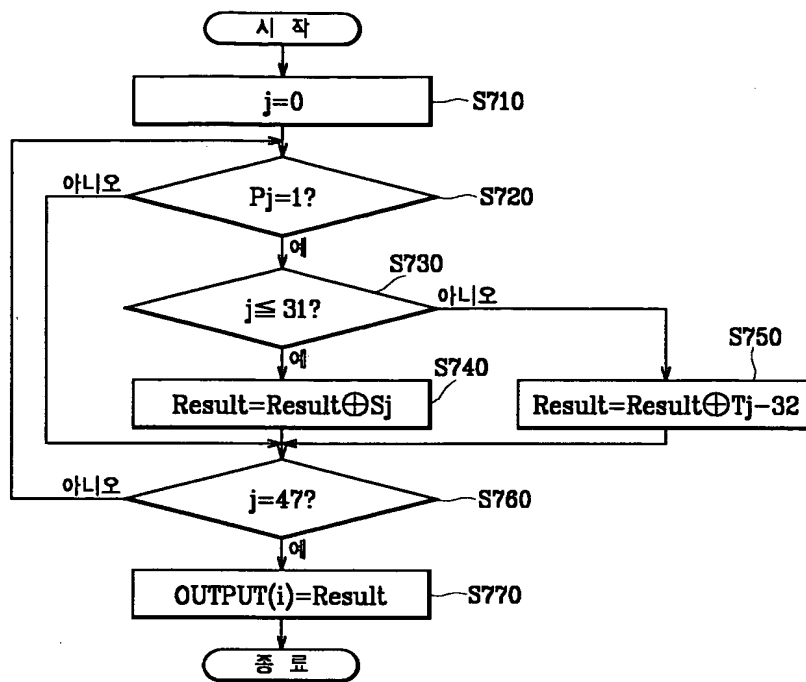 시 작
j=0
S710
아니오
Pj=1?
S720
예
S730
j≦31?
아니오
예
S740
S750
Result=Result⊕Sj
Result=Result⊕Tj-32
아니오
j=47?
S760
예
OUTPUT(i)=Result
S770
종 료